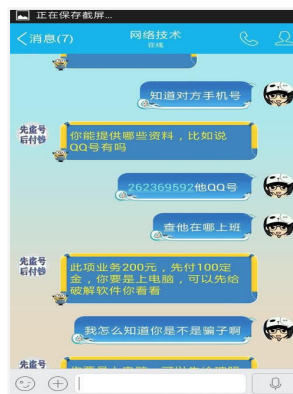 正在保存截屏...
消息(7)
网络技术
在线
知道对方手机号
先盗号
后付钞
你能提供哪些资料,比如说
QQ号有吗
262369592他QQ号
查他在哪上班
先盗号
后付钞
此项业务200元,先付100定
金,你要是上电脑,可以先给
破解软件你看看
我怎么知道你是不是骗子啊
先盗号